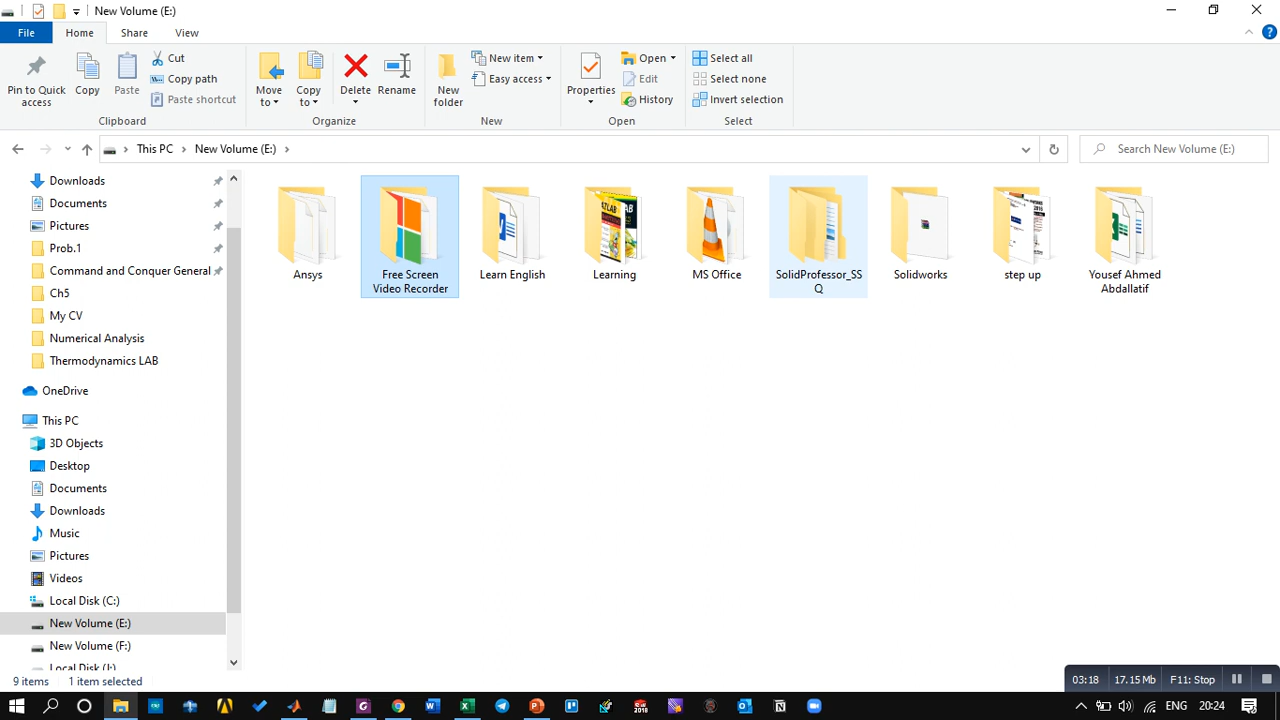 New Volume (E:)
File Home Share View
Pin to Quick access
Copy
Paste
Cut
Copy path
Paste shortcut
Clipboard
Move to
Copy to
Delete
Rename
Organize
New folder
New item
Easy access
New
Properties
Open
Edit
History
Open
Select all
Select none
Invert selection
Select
This PC > New Volume (E:) >
Search New Volume (E:)
Downloads
Documents
Pictures
Prob.1
Command and Conquer General
Ch5
My CV
Numerical Analysis
Thermodynamics LAB
OneDrive
This PC
3D Objects
Desktop
Documents
Downloads
Music
Pictures
Videos
Local Disk (C:)
New Volume (E:)
New Volume (F:)
Local Disk (I:)
Ansys
Free Screen
Video Recorder
Learn English
Learning
MS Office
SolidProfessor_SS
Q
Solidworks
step up
Yousef Ahmed
Abdallatif
9 items 1 item selected
03:18 17.15 Mb F11: Stop
ENG 20:24